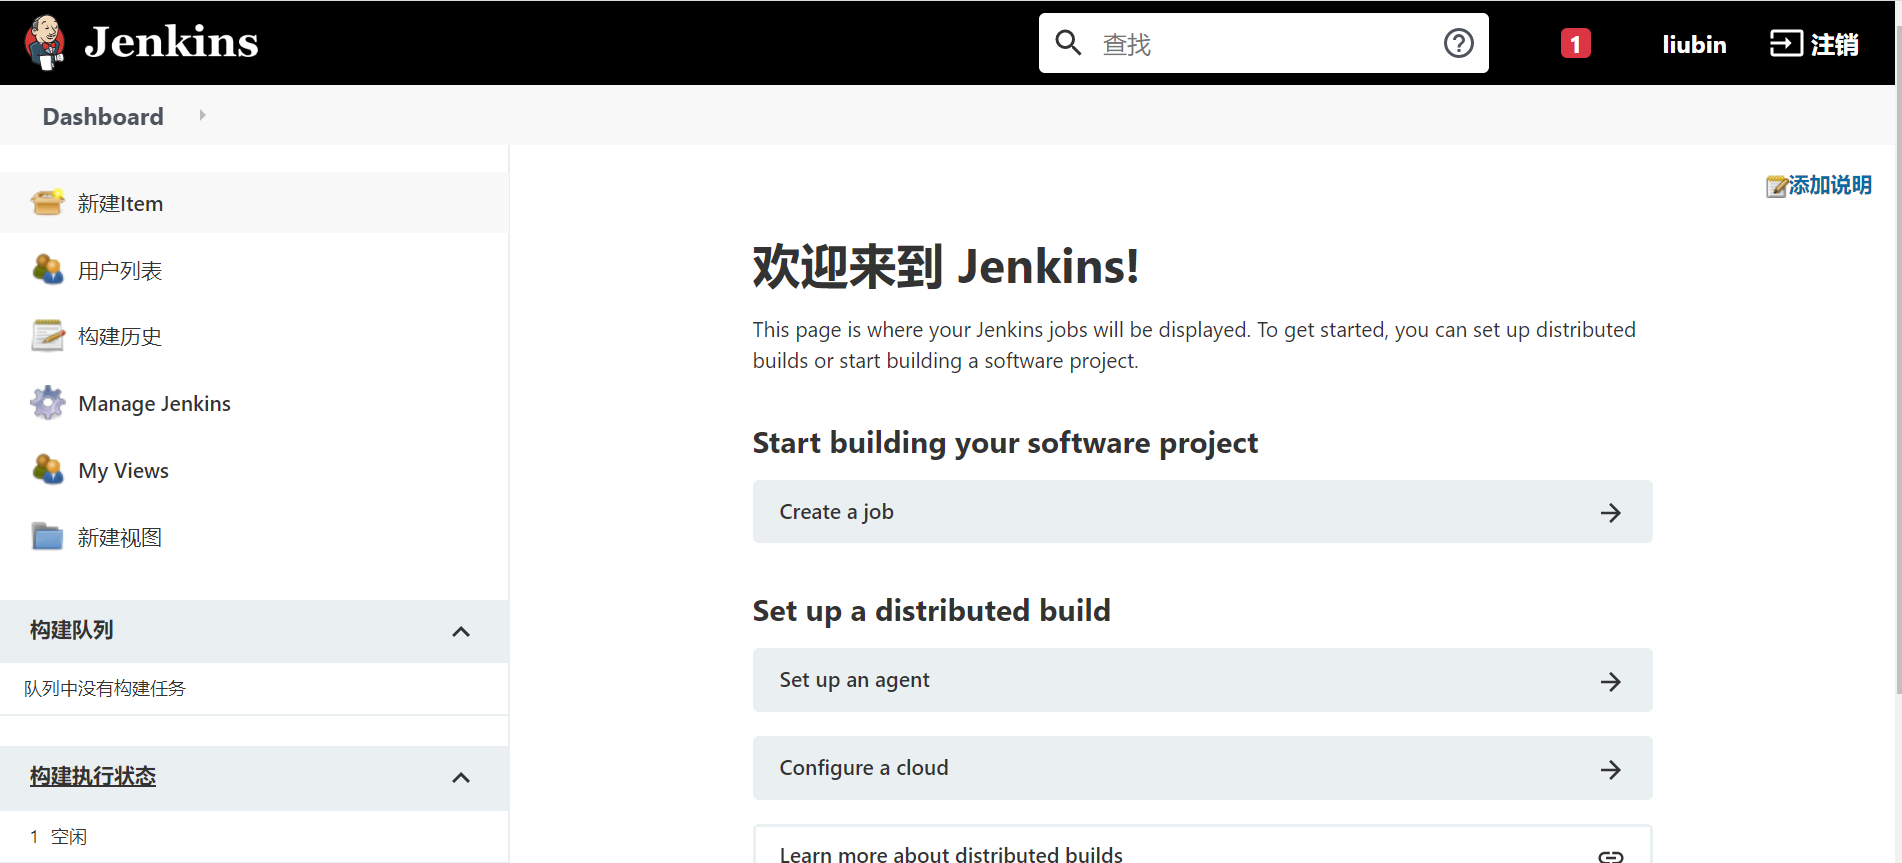 Jenkins
查找
1
liubin
注销
Dashboard
新建Item
用户列表
构建历史
Manage Jenkins
My Views
新建视图
构建队列
队列中没有构建任务
构建执行状态
1 空闲
添加说明
欢迎来到 Jenkins!
This page is where your Jenkins jobs will be displayed. To get started, you can set up distributed
builds or start building a software project.
Start building your software project
Create a job
Set up a distributed build
Set up an agent
Configure a cloud
Learn more about distributed builds